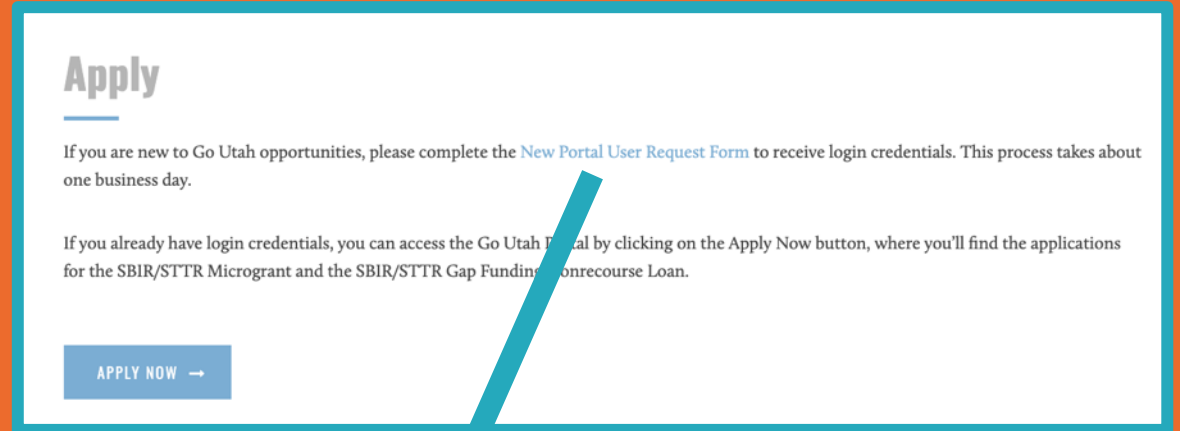 Apply
If you are new to Go Utah opportunities, please complete the New Portal User Request Form to receive login credentials. This process takes about
one business day.
If you already have login credentials, you can access the Go Utah by clicking on the Apply Now button, where you’ll find the applications
for the SBIR/STTR Microgrant and the SBIR/STTR Gap Funding Loan.
APPLY NOW →